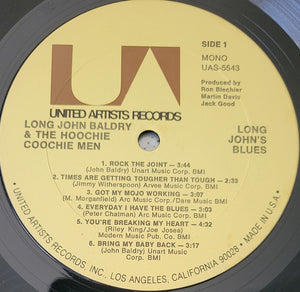 UA
SIDE 1
MONO
UAS-5543
Produced by
Ron Blechler
Martin Davis
Jack Good
UNITED ARTISTS RECORDS
LONG JOHN BALDRY
& THE HOOCHIE
COOCHIE MEN
LONG
JOHN'S
BLUES
1. ROCK THE JOINT - 3:44
(John Baldry) Unart Music Corp. BMI
2. TIMES ARE GETTING TOUGHER THAN TOUGH - 2:33
(Jimmy Witherspoon) Arvee Music Corp. BMI
3. GOT MY MOJO WORKING - 3:07
(M. Morganfield) Arc Music Corp./Dare Music BMI
4. EVERYDAY I HAVE THE BLUES - 3:03
(Peter Chatman) Arc Music Corp. BMI
5. YOU'RE BREAKING MY HEART - 4:32
(Riley King/Joe Josea)
Modern Music Pub. Co. BMI
6. BRING MY BABY BACK - 3:17
(John Baldry) Unart Music Corp. BMI
UNITED ARTISTS RECORDS, INC., LOS ANGELES, CALIFORNIA 90028 • MADE IN U.S.A.